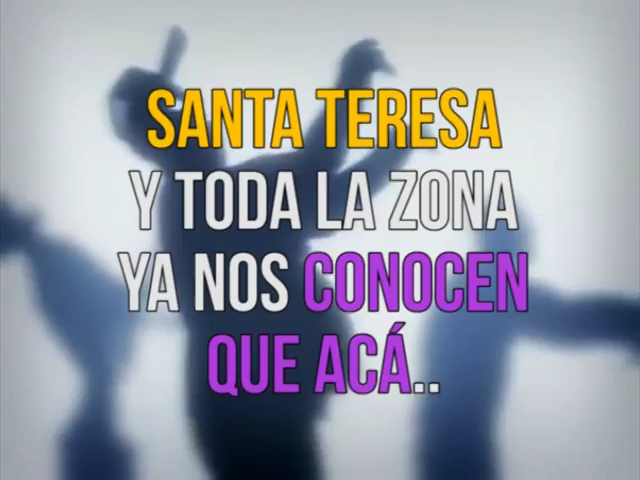 SANTA TERESA
Y TODA LA ZONA
YA NOS CONOCEN
QUE ACÁ..